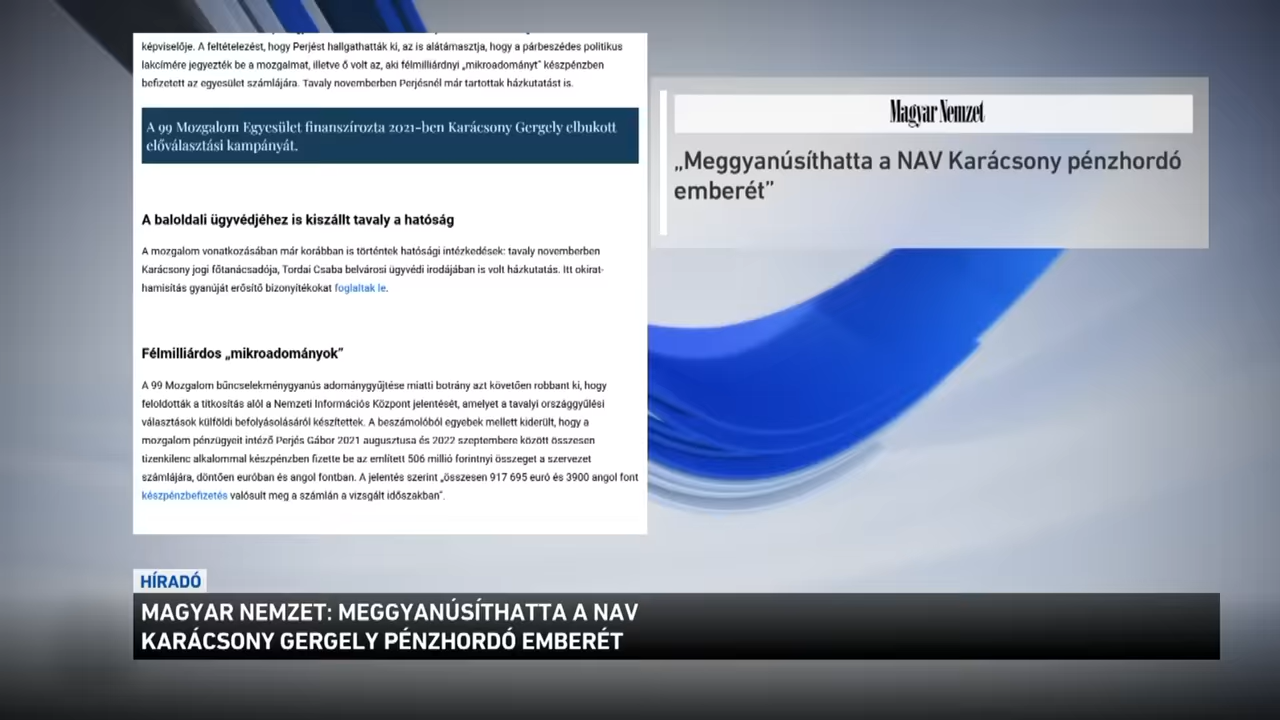 képviselője. A feltételezést, hogy Perjést hallgathatták ki, az is alátámasztja, hogy a párbeszédes politikus
lakcímére jegyezték be a mozgalmat, illetve ő volt az, aki félmilliárdnyi „mikroadományt” készpénzben
befizetett az egyesület számlájára. Tavaly novemberben Perjésnél már tartottak házkutatást is.
A 99 Mozgalom Egyesület finanszírozta 2021-ben Karácsony Gergely elbukott
előválasztási kampányát.
A baloldali ügyvédjéhez is kiszállt tavaly a hatóság
A mozgalom vonatkozásában már korábban is történtek hatósági intézkedések: tavaly novemberben
Karácsony jogi főtanácsadója, Tordai Csaba belvárosi ügyvédi irodájában is volt házkutatás. Itt okirat-
hamisítás gyanúját erősítő bizonyítékokat foglaltak le.
Félmilliárdos „mikroadományok”
A 99 Mozgalom bűncselekménygyanús adománygyűjtése miatti botrány azt követően robbant ki, hogy
feloldották a titkosítás alól a Nemzeti Információs Központ jelentését, amelyet a tavalyi országgyűlési
választások külföldi befolyásolásáról készítettek. A beszámolóból egyebek mellett kiderült, hogy a
mozgalom pénzügyeit intéző Perjés Gábor 2021 augusztusa és 2022 szeptembere között összesen
tizenkilenc alkalommal készpénzben fizette be az említett 506 millió forintnyi összeget a szervezet
számlájára, döntően euróban és angol fontban. A jelentés szerint „összesen 917 695 euró és 3900 angol font
készpénzbefizetés valósult meg a számlán a vizsgált időszakban”.
Magyar Nemzet
„Meggyanúsíthatta a NAV Karácsony pénzhordó
emberét”
HÍRADÓ
MAGYAR NEMZET: MEGGYANÚSÍTHATTA A NAV
KARÁCSONY GERGELY PÉNZHORDÓ EMBERÉT